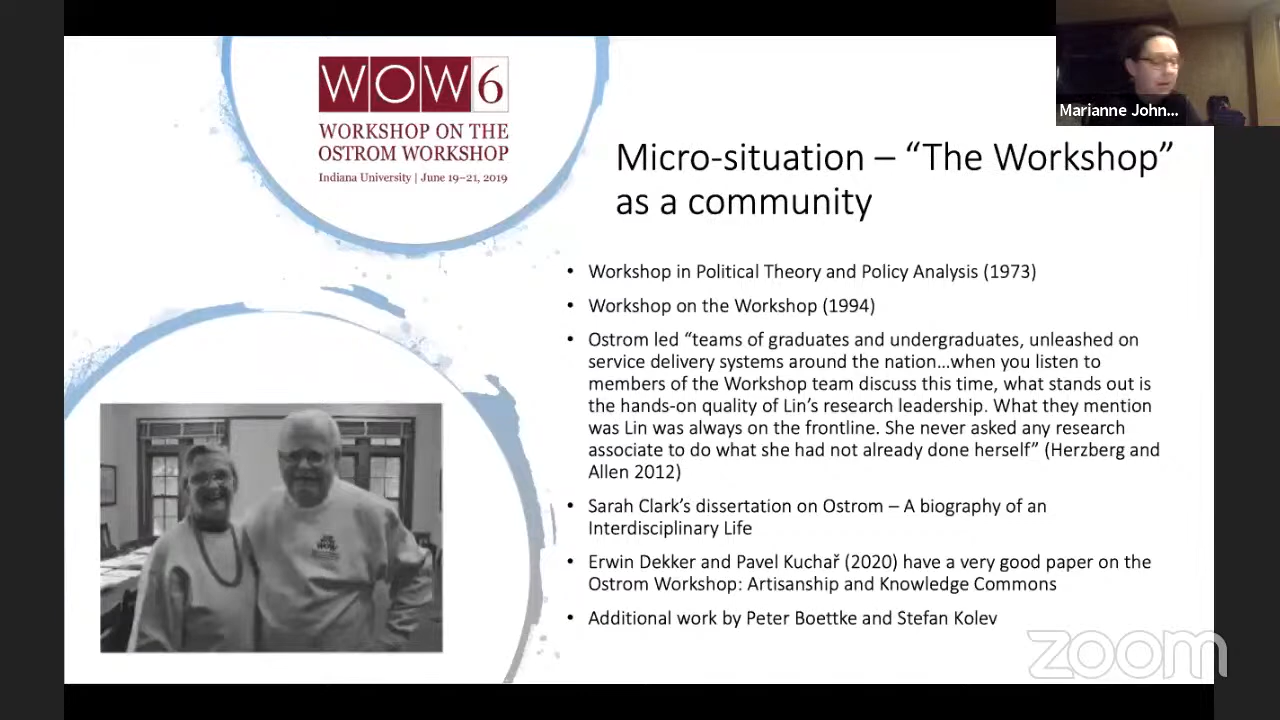 WOW6
WORKSHOP ON THE
OSTROM WORKSHOP
Indiana University | June 19–21, 2019
Marianne John...
Micro-situation – “The Workshop”
as a community
• Workshop in Political Theory and Policy Analysis (1973)
• Workshop on the Workshop (1994)
• Ostrom led “teams of graduates and undergraduates, unleashed on
service delivery systems around the nation…when you listen to
members of the Workshop team discuss this time, what stands out is
the hands-on quality of Lin’s research leadership. What they mention
was Lin was always on the frontline. She never asked any research
associate to do what she had not already done herself” (Herzberg and
Allen 2012)
• Sarah Clark’s dissertation on Ostrom – A biography of an
Interdisciplinary Life
• Erwin Dekker and Pavel Kuchař (2020) have a very good paper on the
Ostrom Workshop: Artisanship and Knowledge Commons
• Additional work by Peter Boettke and Stefan Kolev
zoom